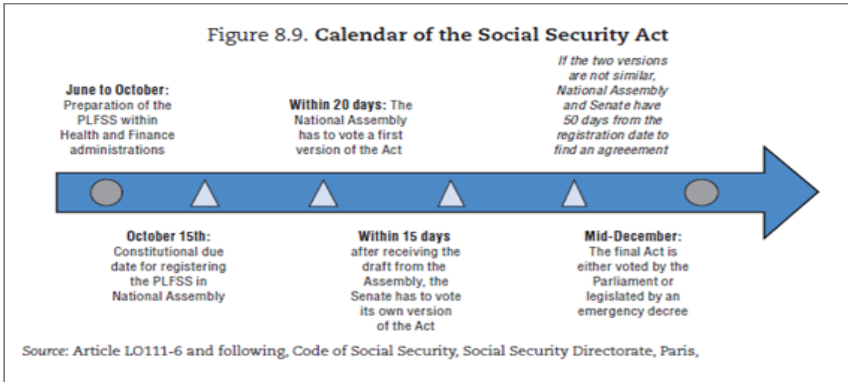 Figure 8.9. Calendar of the Social Security Act
June to October:
Preparation of the
PLFSS within
Health and Finance
administrations
Within 20 days: The
National Assembly
has to vote a first
version of the Act
If the two versions
are not similar,
National Assembly
and Senate have
50 days from the
registration date to
find an agreeement
October 15th:
Constitutional due
date for registering
the PLFSS in
National Assembly
Within 15 days
after receiving the
draft from the
Assembly, the
Senate has to vote
its own version
of the Act
Mid-December:
The final Act is
either voted by the
Parliament or
legislated by an
emergency decree
Source: Article LO111-6 and following, Code of Social Security, Social Security Directorate, Paris,